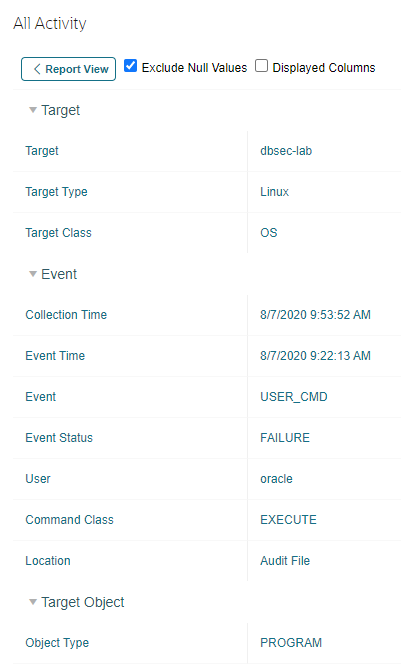 All Activity
Report View Exclude Null Values Displayed Columns
Target
Target dbsec-lab
Target Type Linux
Target Class OS
Event
Collection Time 8/7/2020 9:53:52 AM
Event Time 8/7/2020 9:22:13 AM
Event USER_CMD
Event Status FAILURE
User oracle
Command Class EXECUTE
Location Audit File
Target Object
Object Type PROGRAM